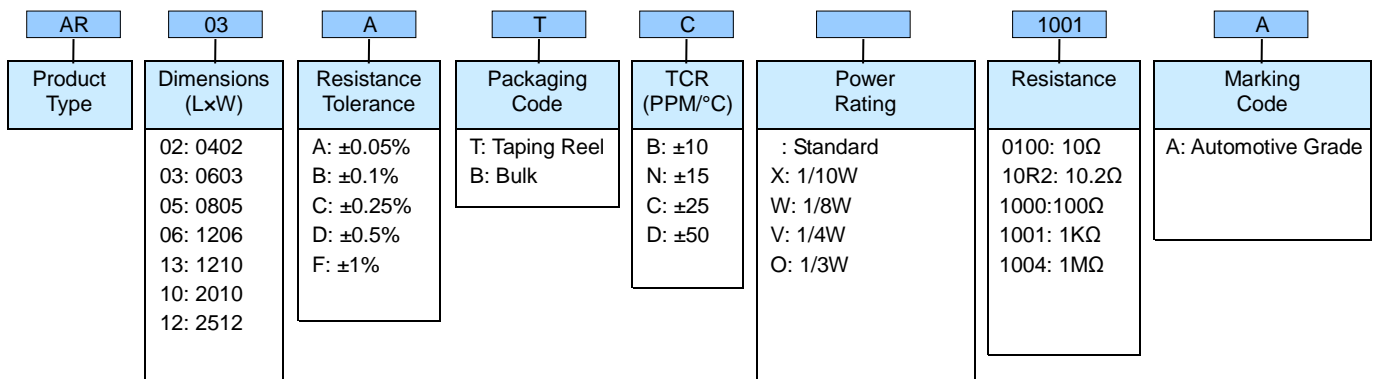 AR 03 A T C 1001 A
Product Type
Dimensions (L×W)
Resistance Tolerance
Packaging Code
TCR (PPM/°C)
Power Rating
Resistance
Marking Code
02: 0402
03: 0603
05: 0805
06: 1206
13: 1210
10: 2010
12: 2512
A: ±0.05%
B: ±0.1%
C: ±0.25%
D: ±0.5%
F: ±1%
T: Taping Reel
B: Bulk
B: ±10
N: ±15
C: ±25
D: ±50
: Standard
X: 1/10W
W: 1/8W
V: 1/4W
O: 1/3W
0100: 10Ω
10R2: 10.2Ω
1000:100Ω
1001: 1KΩ
1004: 1MΩ
A: Automotive Grade